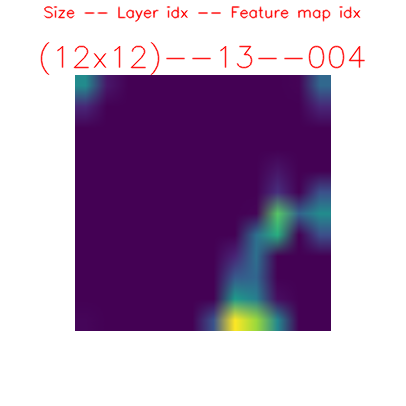 Size -- Layer idx -- Feature map idx
(12x12)--13--004